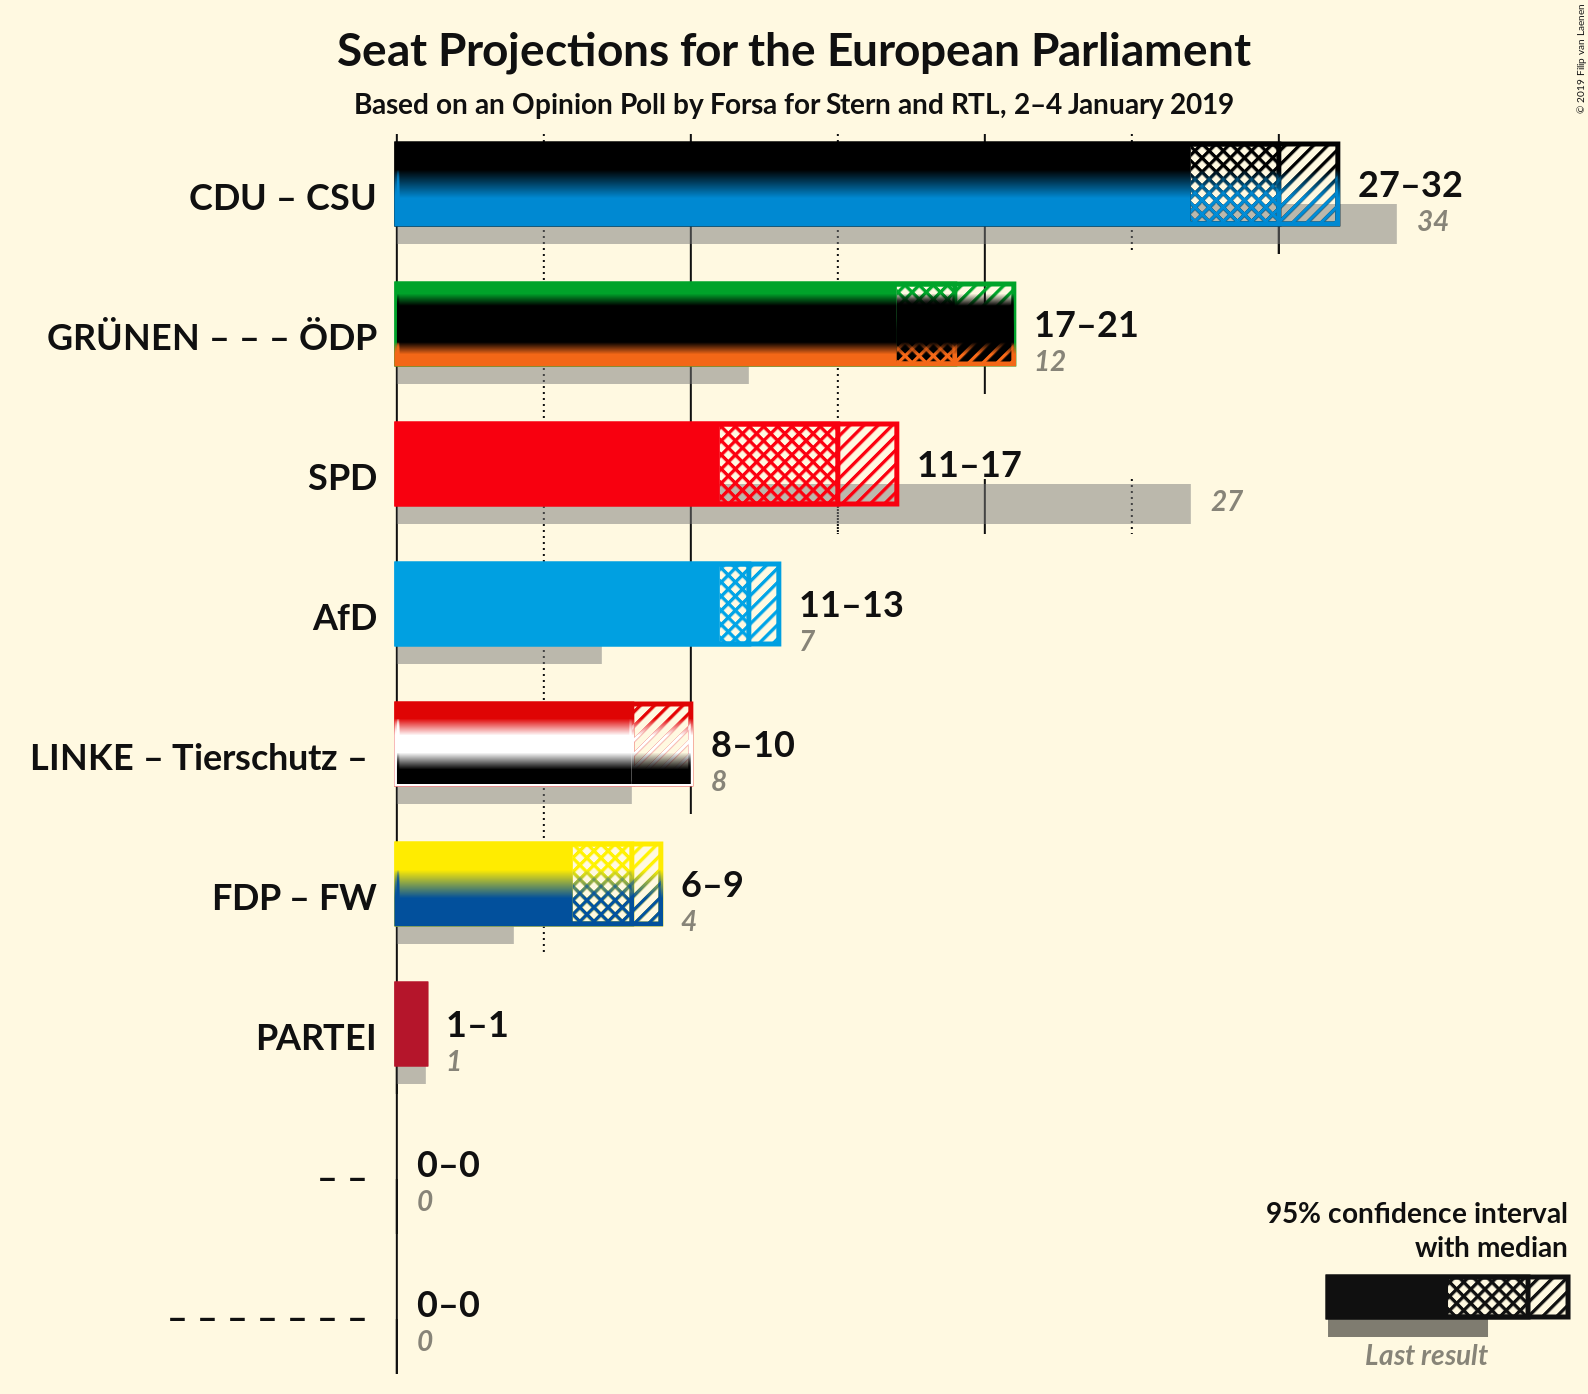 Seat Projections for the European Parliament
Based on an Opinion Poll by Forsa for Stern and RTL, 2–4 January 2019
© 2019 Filip van Laenen
CDU – CSU
27–32
34
GRÜNEN – – – ÖDP
17–21
12
SPD
11–17
27
AfD
11–13
7
LINKE – Tierschutz –
8–10
8
FDP – FW
6–9
4
PARTEI
1–1
1
– –
0–0
0
– – – – – – –
0–0
0
95% confidence interval
with median
Last result